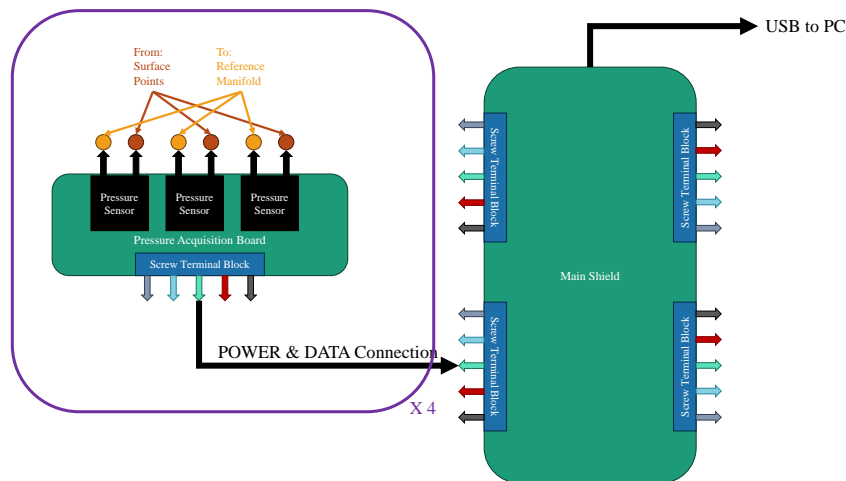 From:
Surface
Points
To:
Reference
Manifold
Pressure
Sensor
Pressure
Sensor
Pressure
Sensor
Pressure Acquisition Board
Screw Terminal Block
POWER & DATA Connection
X 4
USB to PC
Screw Terminal Block
Screw Terminal Block
Main Shield
Screw Terminal Block
Screw Terminal Block